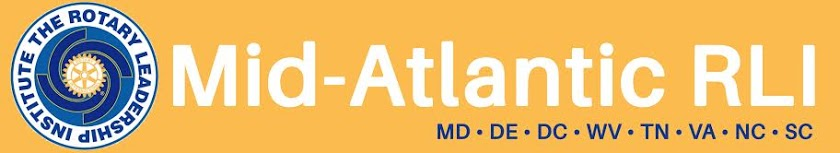 THE ROTARY LEADERSHIP INSTITUTE
Mid-Atlantic RLI
MD • DE • DC • WV • TN • VA • NC • SC